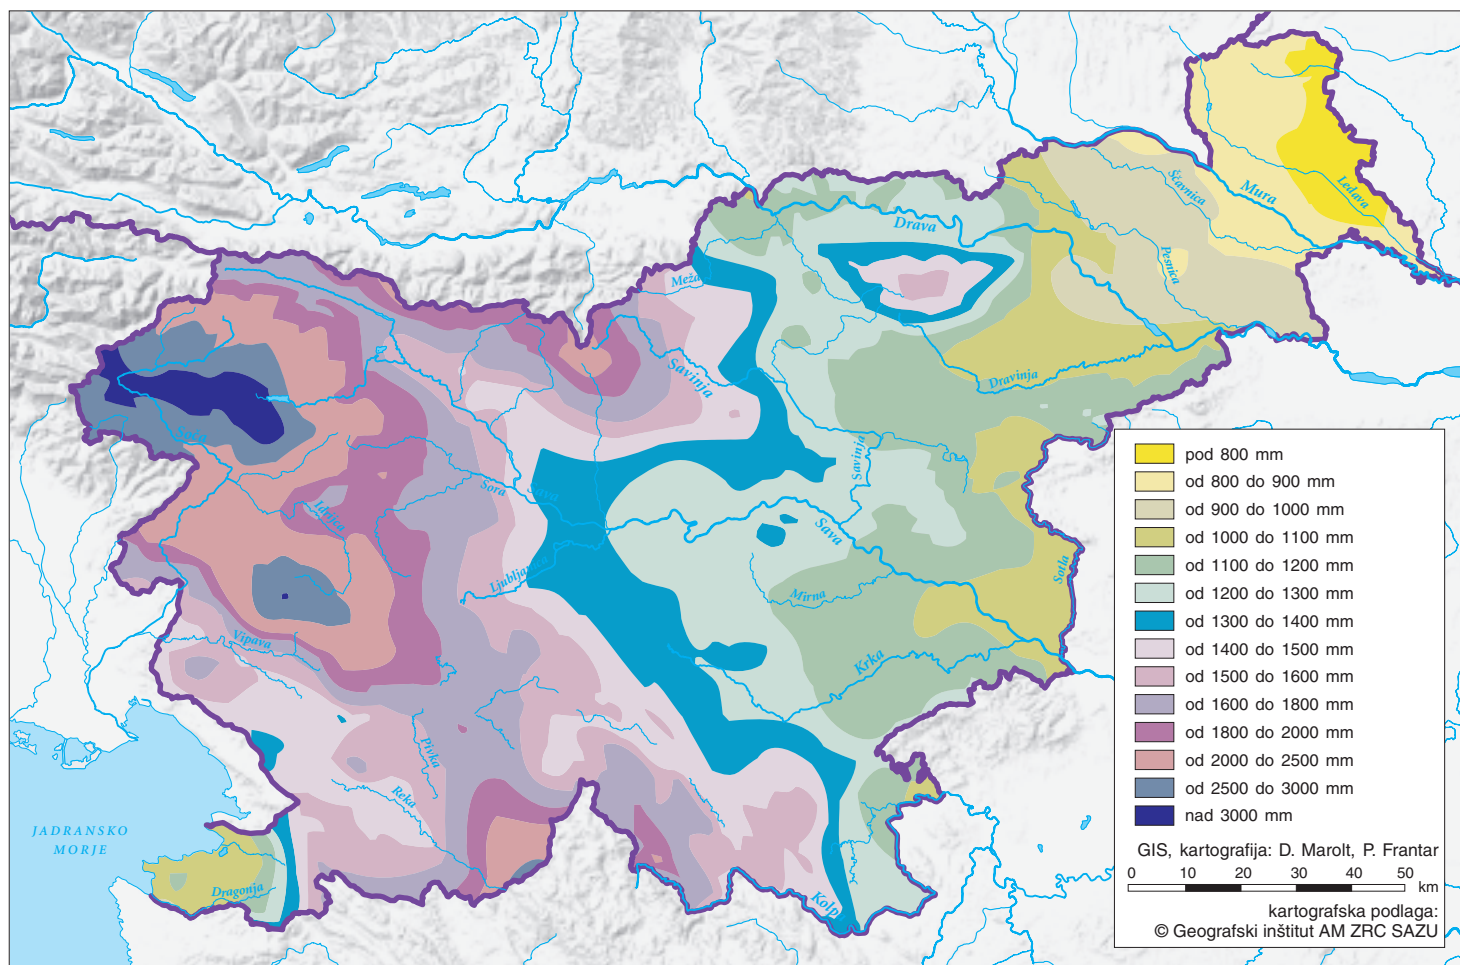 Mura
Ledava
Ščavnica
Pesnica
Drava
Meža
Dravinja
Savinja
Savinja
Soča
Sora
Sava
Idrijca
Ljubljanica
Sava
Mirna
Sotla
Krka
Vipava
Pivka
Reka
JADRANSKO
MORJE
Dragonja
Kolpa
pod 800 mm
od 800 do 900 mm
od 900 do 1000 mm
od 1000 do 1100 mm
od 1100 do 1200 mm
od 1200 do 1300 mm
od 1300 do 1400 mm
od 1400 do 1500 mm
od 1500 do 1600 mm
od 1600 do 1800 mm
od 1800 do 2000 mm
od 2000 do 2500 mm
od 2500 do 3000 mm
nad 3000 mm
GIS, kartografija: D. Marolt, P. Frantar
0 10 20 30 40 50
km
kartografska podlaga:
© Geografski inštitut AM ZRC SAZU